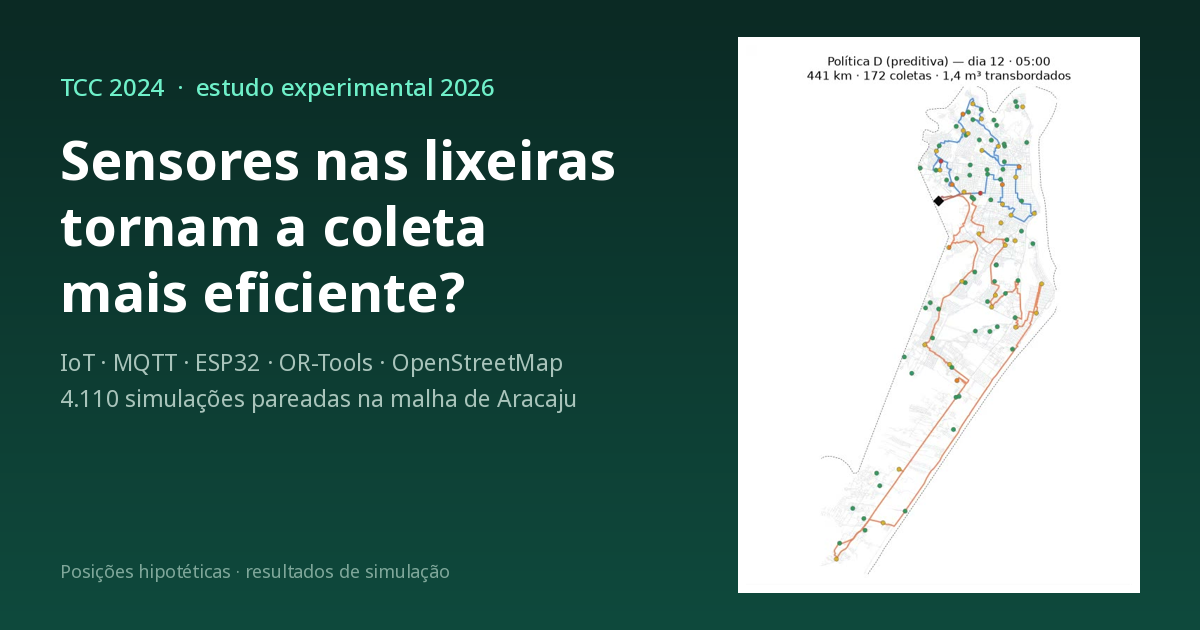 TCC 2024 · estudo experimental 2026
Sensores nas lixeiras
tornam a coleta
mais eficiente?
IoT · MQTT · ESP32 · OR-Tools · OpenStreetMap
4.110 simulações pareadas na malha de Aracaju
Posições hipotéticas · resultados de simulação
Política D (preditiva) — dia 12 · 05:00
441 km · 172 coletas · 1,4 m³ transbordados